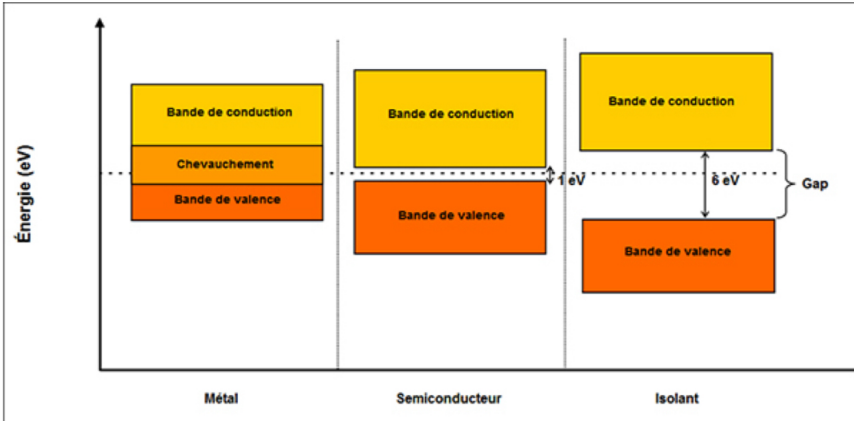 Énergie (eV)
Bande de conduction
Chevauchement
Bande de valence
Bande de conduction
1 eV
Bande de valence
Bande de conduction
6 eV
Gap
Bande de valence
Métal
Semiconducteur
Isolant